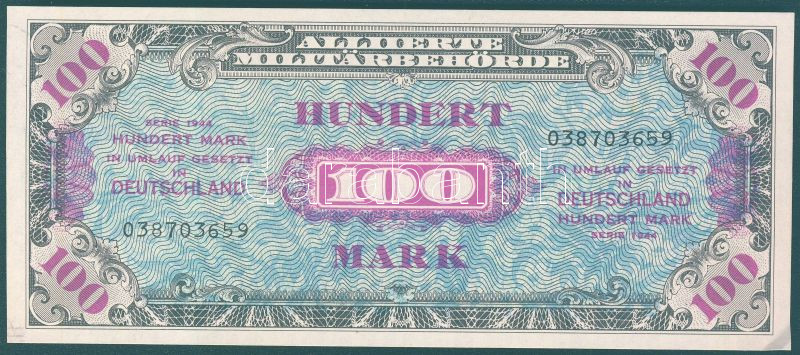 ALLIIERTE
MILITÄRBEHÖRDE
100
100
HUNDERT
SERIE 1944
HUNDERT MARK
IN UMLAUF GESETZT
IN
DEUTSCHLAND
038703659
100
038703659
IN UMLAUF GESETZT
IN
DEUTSCHLAND
HUNDERT MARK
SERIE 1944
MARK
100
100